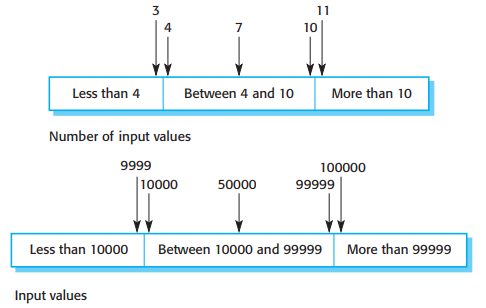 3 11
4 7 10
Less than 4 Between 4 and 10 More than 10
Number of input values
9999 100000
10000 50000 99999
Less than 10000 Between 10000 and 99999 More than 99999
Input values